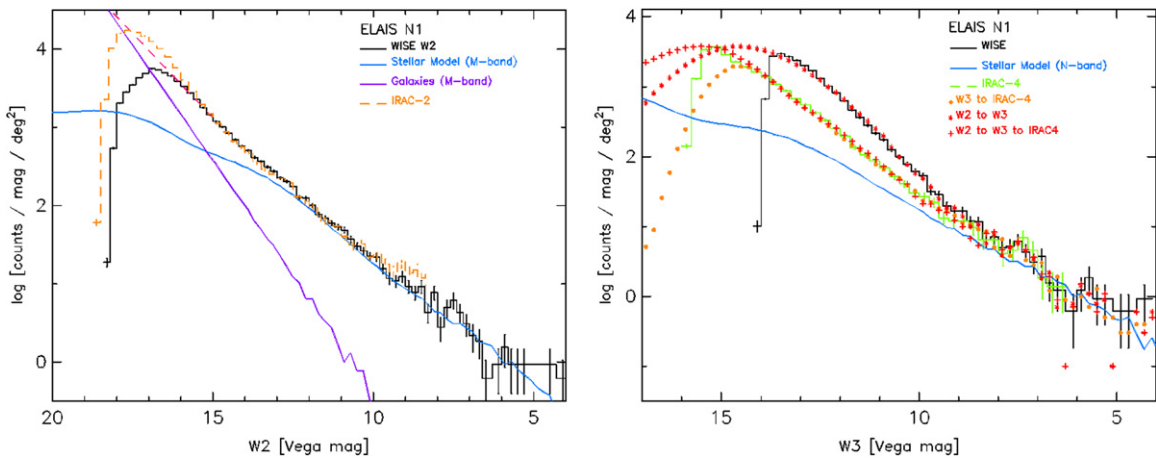 ELAIS N1
WISE W2
Stellar Model (M-band)
Galaxies (M-band)
IRAC-2
4
2
0
log [counts / mag / deg²]
20
15
10
5
W2 [Vega mag]
ELAIS N1
WISE
Stellar Model (N-band)
IRAC-4
W3 to IRAC-4
W2 to W3
W2 to W3 to IRAC4
4
2
0
log [counts / mag / deg²]
15
10
5
W3 [Vega mag]